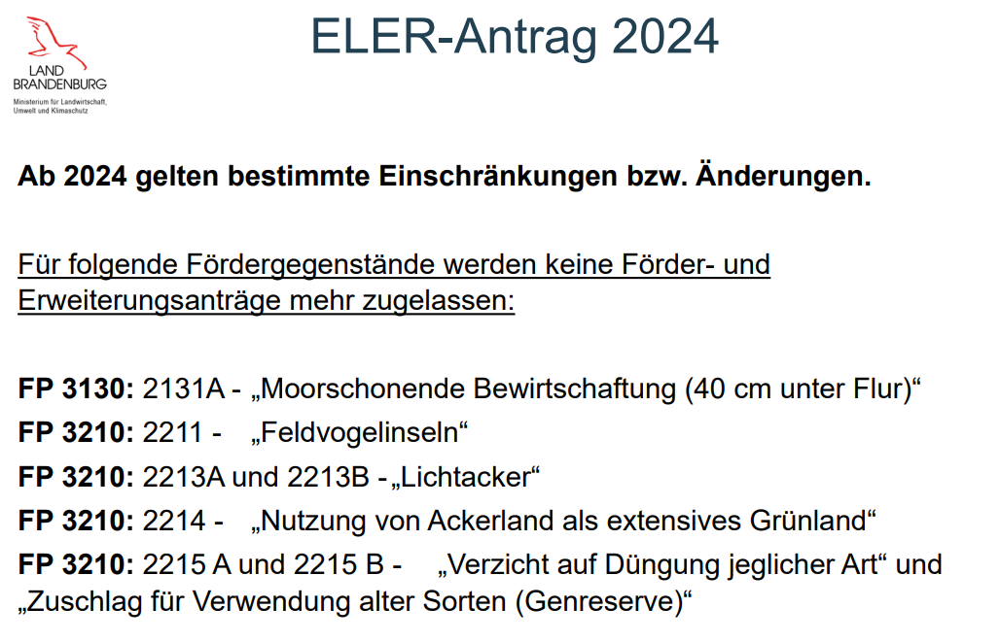 ELER-Antrag 2024
LAND
BRANDENBURG
Ministerium für Landwirtschaft,
Umwelt und Klimaschutz
Ab 2024 gelten bestimmte Einschränkungen bzw. Änderungen.
Für folgende Fördergegenstände werden keine Förder- und
Erweiterungsanträge mehr zugelassen:
FP 3130: 2131A - „Moorschonende Bewirtschaftung (40 cm unter Flur)“
FP 3210: 2211 - „Feldvogelinseln“
FP 3210: 2213A und 2213B -„Lichtacker“
FP 3210: 2214 - „Nutzung von Ackerland als extensives Grünland“
FP 3210: 2215 A und 2215 B - „Verzicht auf Düngung jeglicher Art“ und
„Zuschlag für Verwendung alter Sorten (Genreserve)“